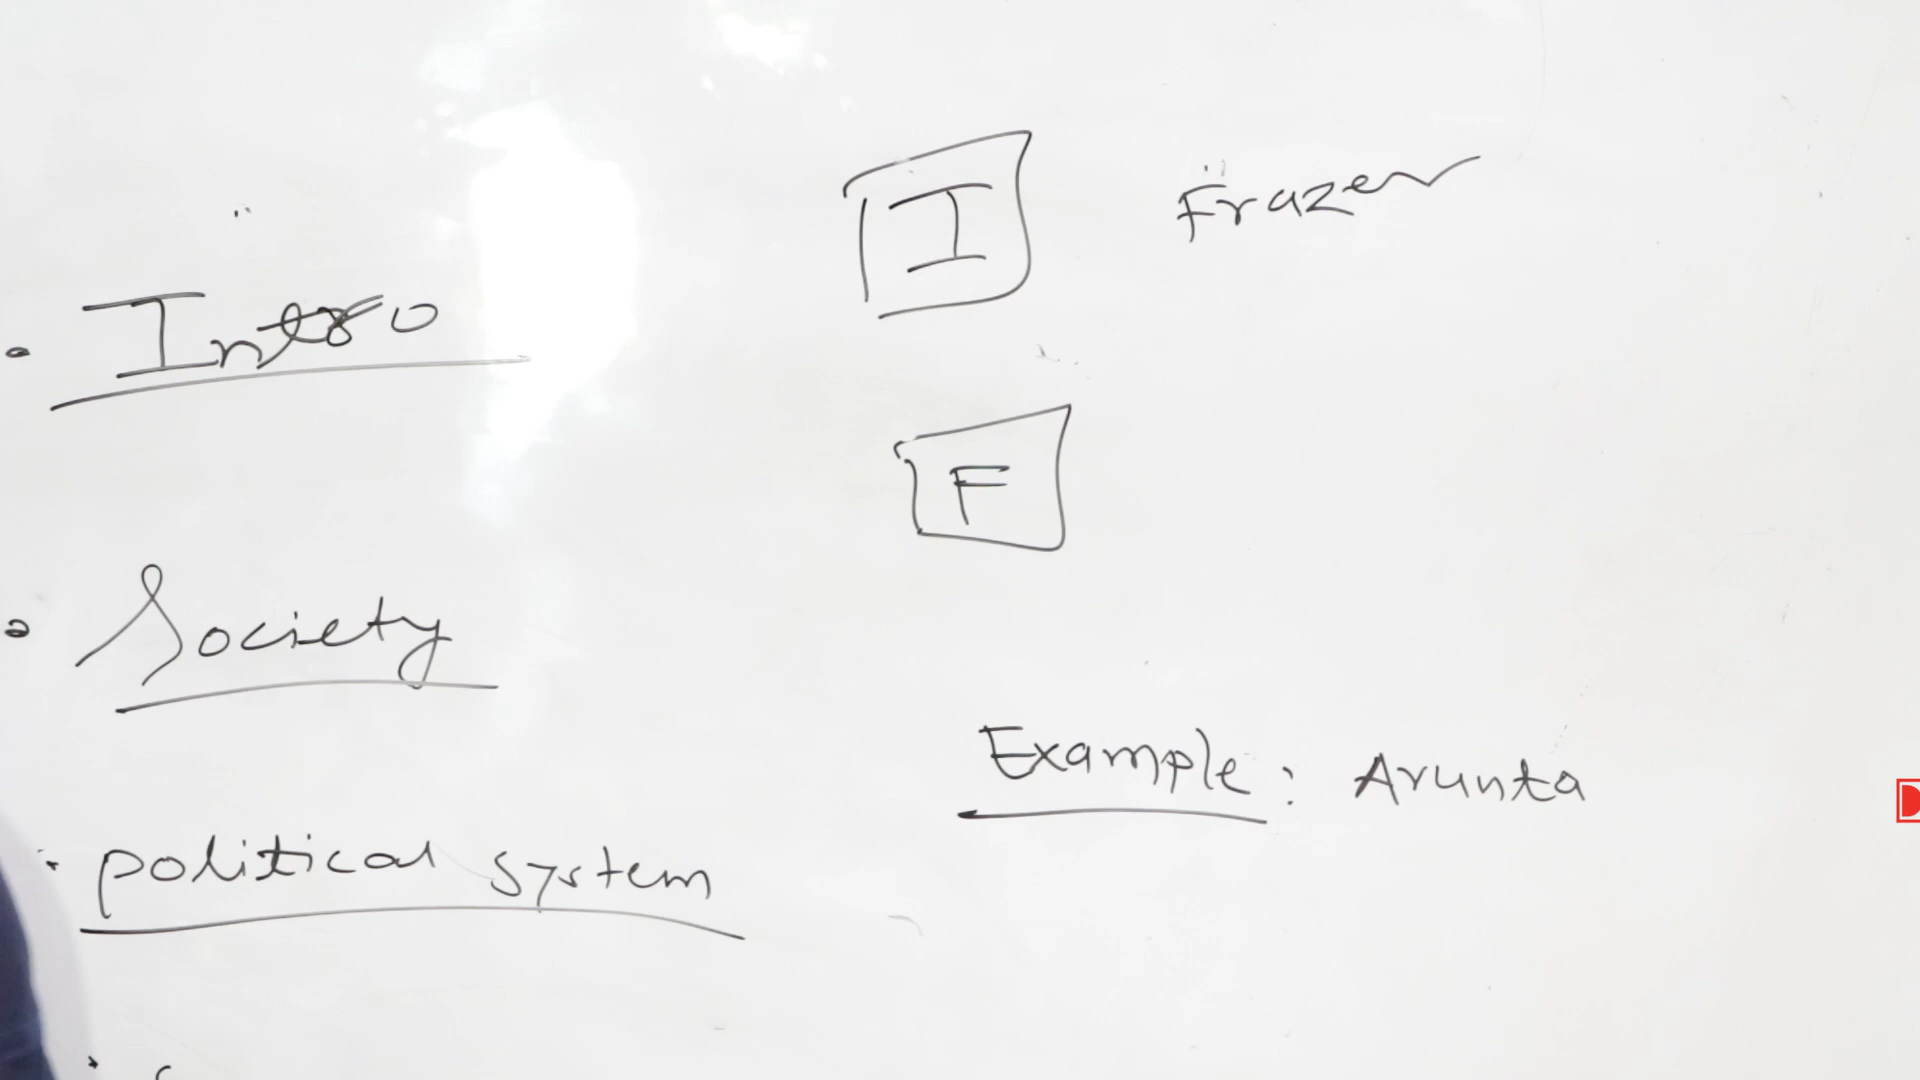 • Intro
• Society
• political system
I
Frazer
F
Example: Arunta